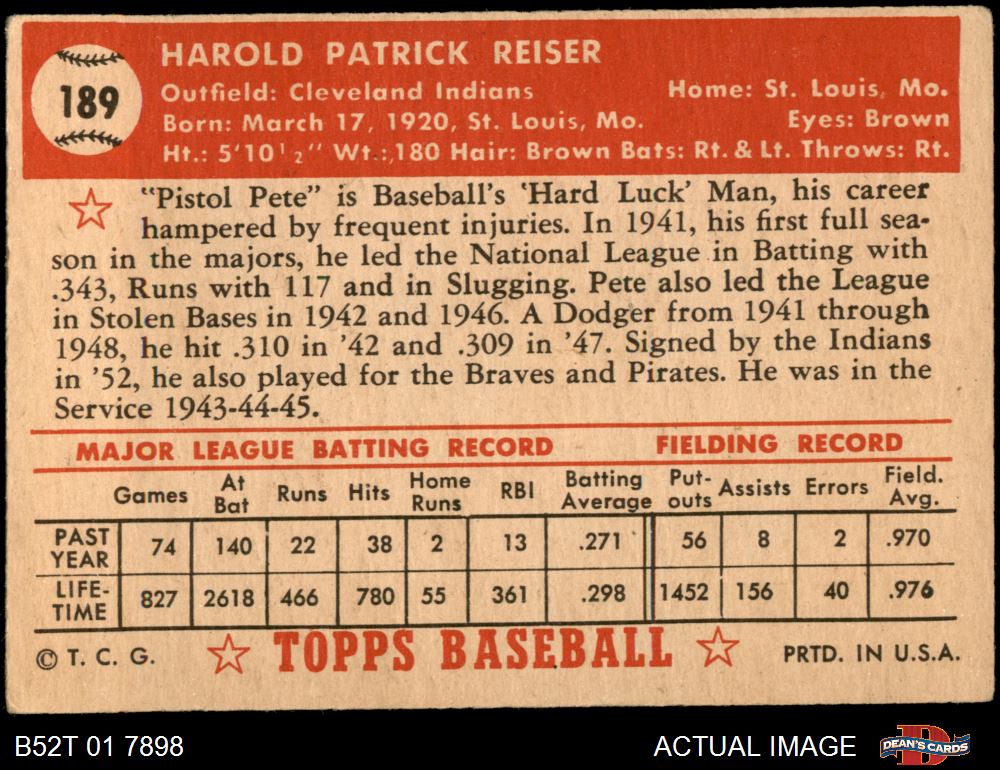 189
HAROLD PATRICK REISER
Outfield: Cleveland Indians Home: St. Louis, Mo.
Born: March 17, 1920, St. Louis, Mo. Eyes: Brown
Ht.: 5'10½" Wt.: 180 Hair: Brown Bats: Rt. & Lt. Throws: Rt.
"Pistol Pete" is Baseball's 'Hard Luck' Man, his career
hampered by frequent injuries. In 1941, his first full sea-
son in the majors, he led the National League in Batting with
.343, Runs with 117 and in Slugging. Pete also led the League
in Stolen Bases in 1942 and 1946. A Dodger from 1941 through
1948, he hit .310 in '42 and .309 in '47. Signed by the Indians
in '52, he also played for the Braves and Pirates. He was in the
Service 1943-44-45.
MAJOR LEAGUE BATTING RECORD FIELDING RECORD
Games At Bat Runs Hits Home Runs RBI Batting Average Put-outs Assists Errors Field. Avg.
PAST YEAR 74 140 22 38 2 13 .271 56 8 2 .970
LIFE-TIME 827 2618 466 780 55 361 .298 1452 156 40 .976
© T. C. G. TOPPS BASEBALL PRTD. IN U.S.A.
B52T 01 7898 ACTUAL IMAGE D DEAN'S CARDS